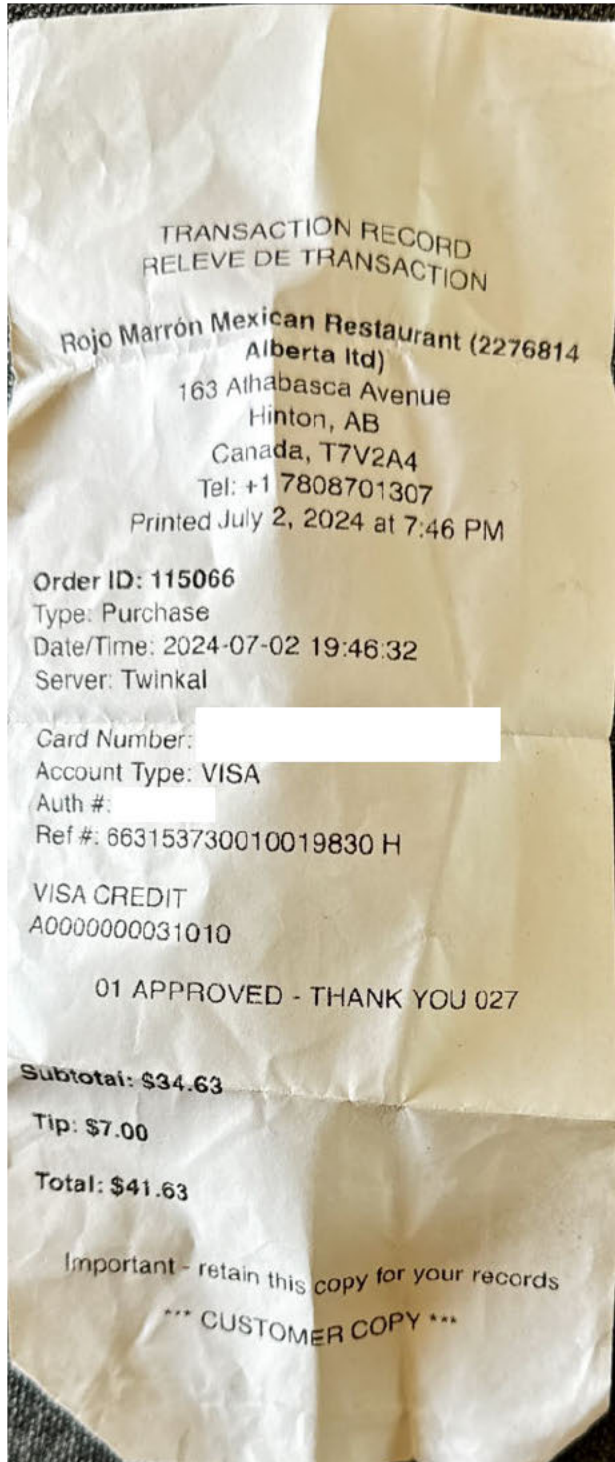 TRANSACTION RECORD
RELEVE DE TRANSACTION
Rojo Marrón Mexican Restaurant (2276814
Alberta ltd)
163 Athabasca Avenue
Hinton, AB
Canada, T7V2A4
Tel: +1 7808701307
Printed July 2, 2024 at 7:46 PM
Order ID: 115066
Type: Purchase
Date/Time: 2024-07-02 19:46:32
Server: Twinkal
Card Number:
Account Type: VISA
Auth #:
Ref #: 663153730010019830 H
VISA CREDIT
A0000000031010
01 APPROVED - THANK YOU 027
Subtotal: $34.63
Tip: $7.00
Total: $41.63
Important - retain this copy for your records
*** CUSTOMER COPY ***